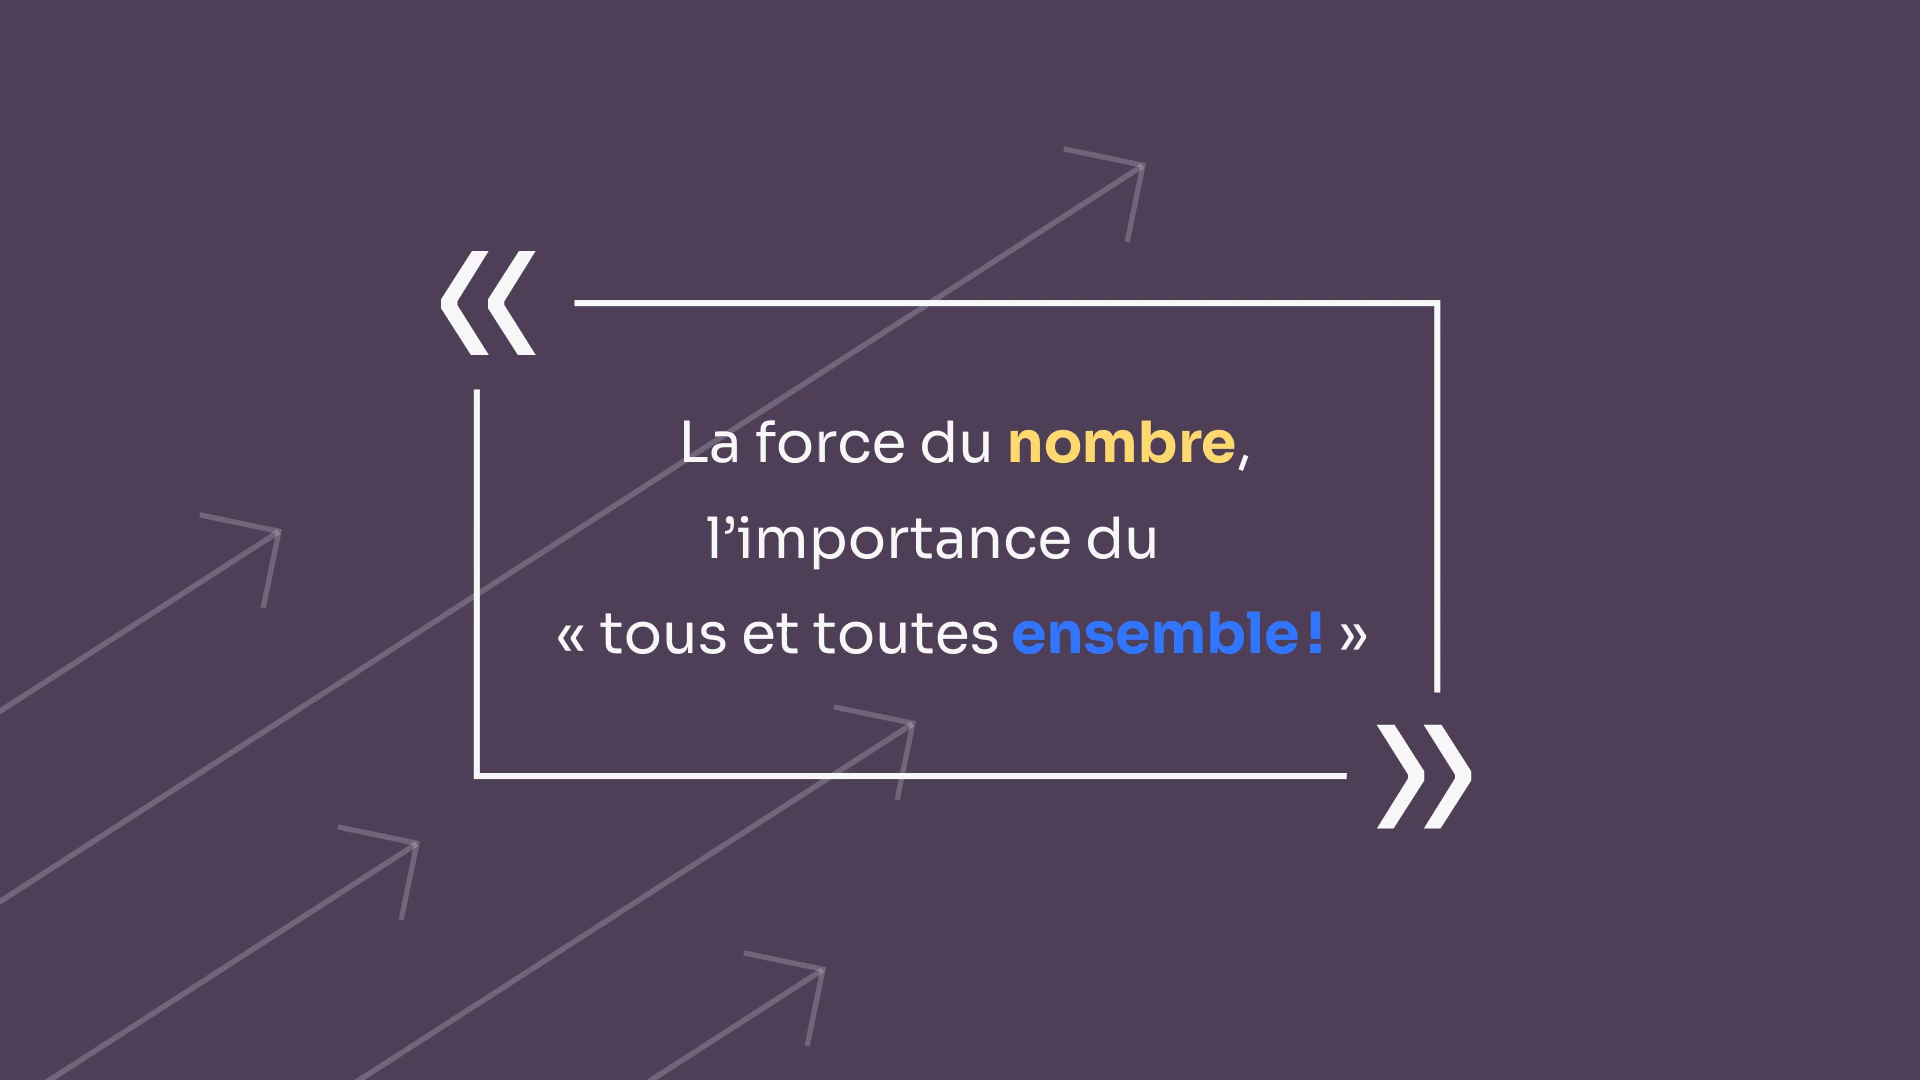 La force du nombre,
l’importance du
« tous et toutes ensemble ! »